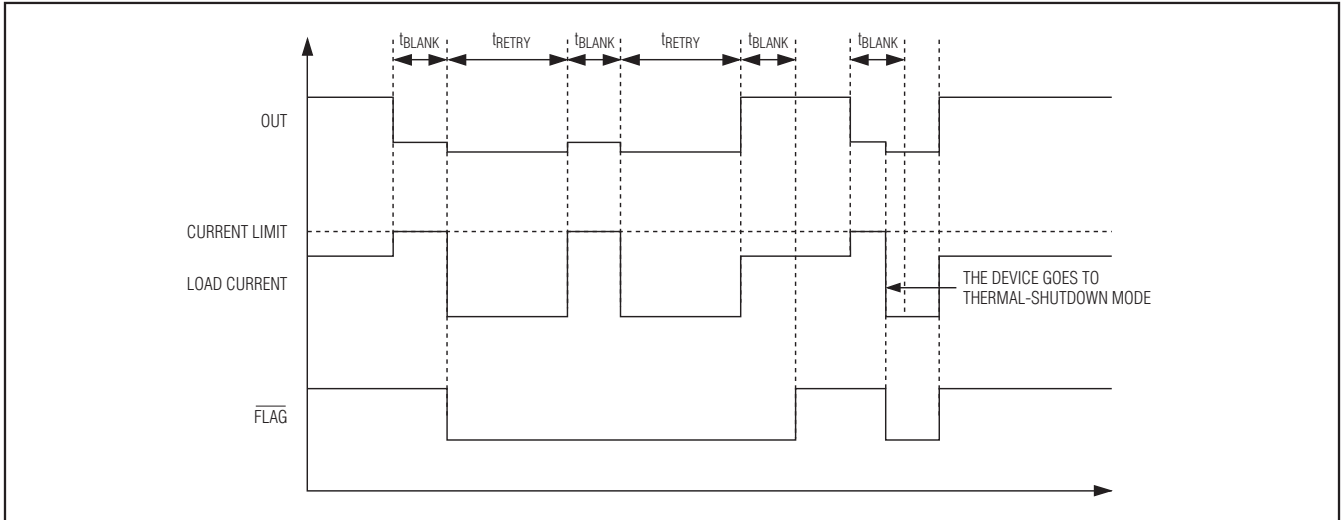 tBLANK tRETRY tBLANK tRETRY tBLANK tBLANK
OUT
CURRENT LIMIT
LOAD CURRENT
THE DEVICE GOES TO
THERMAL-SHUTDOWN MODE
FLAG